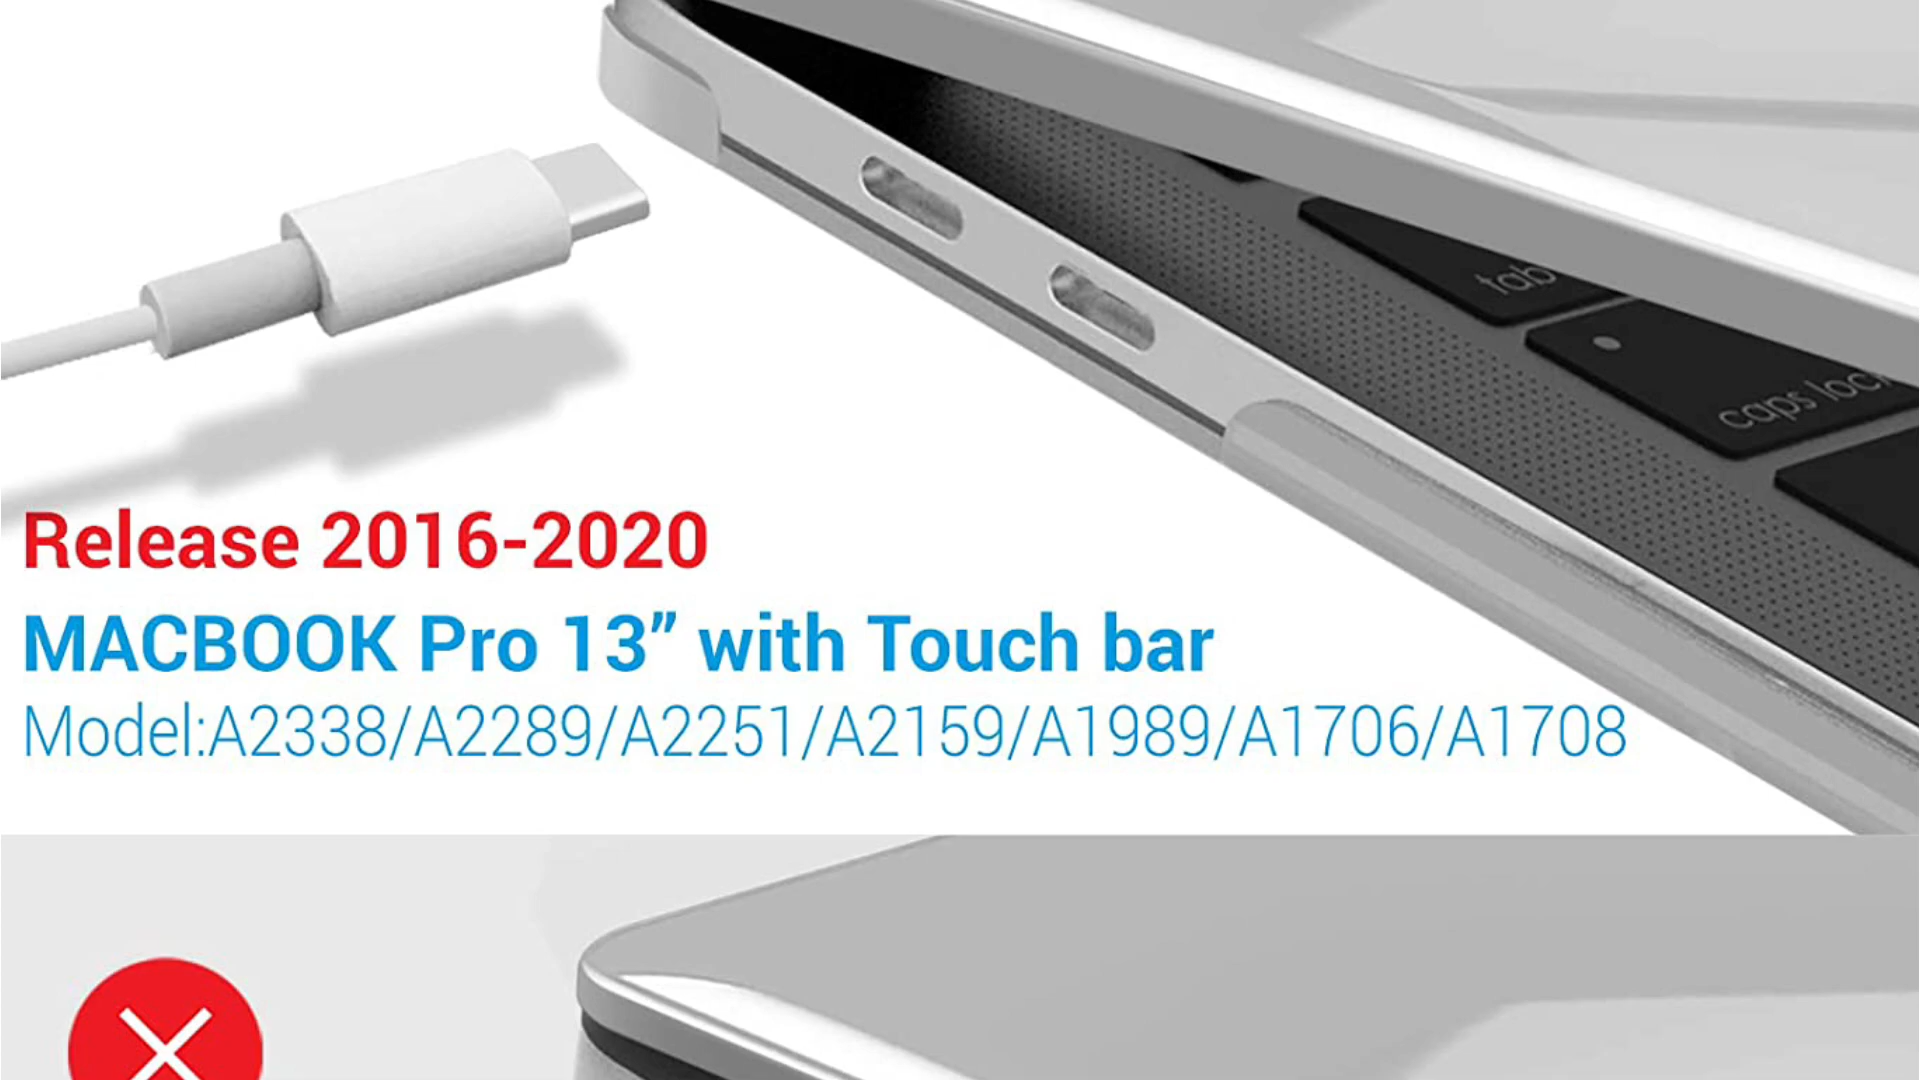 tab
caps lock
Release 2016-2020
MACBOOK Pro 13” with Touch bar
Model:A2338/A2289/A2251/A2159/A1989/A1706/A1708